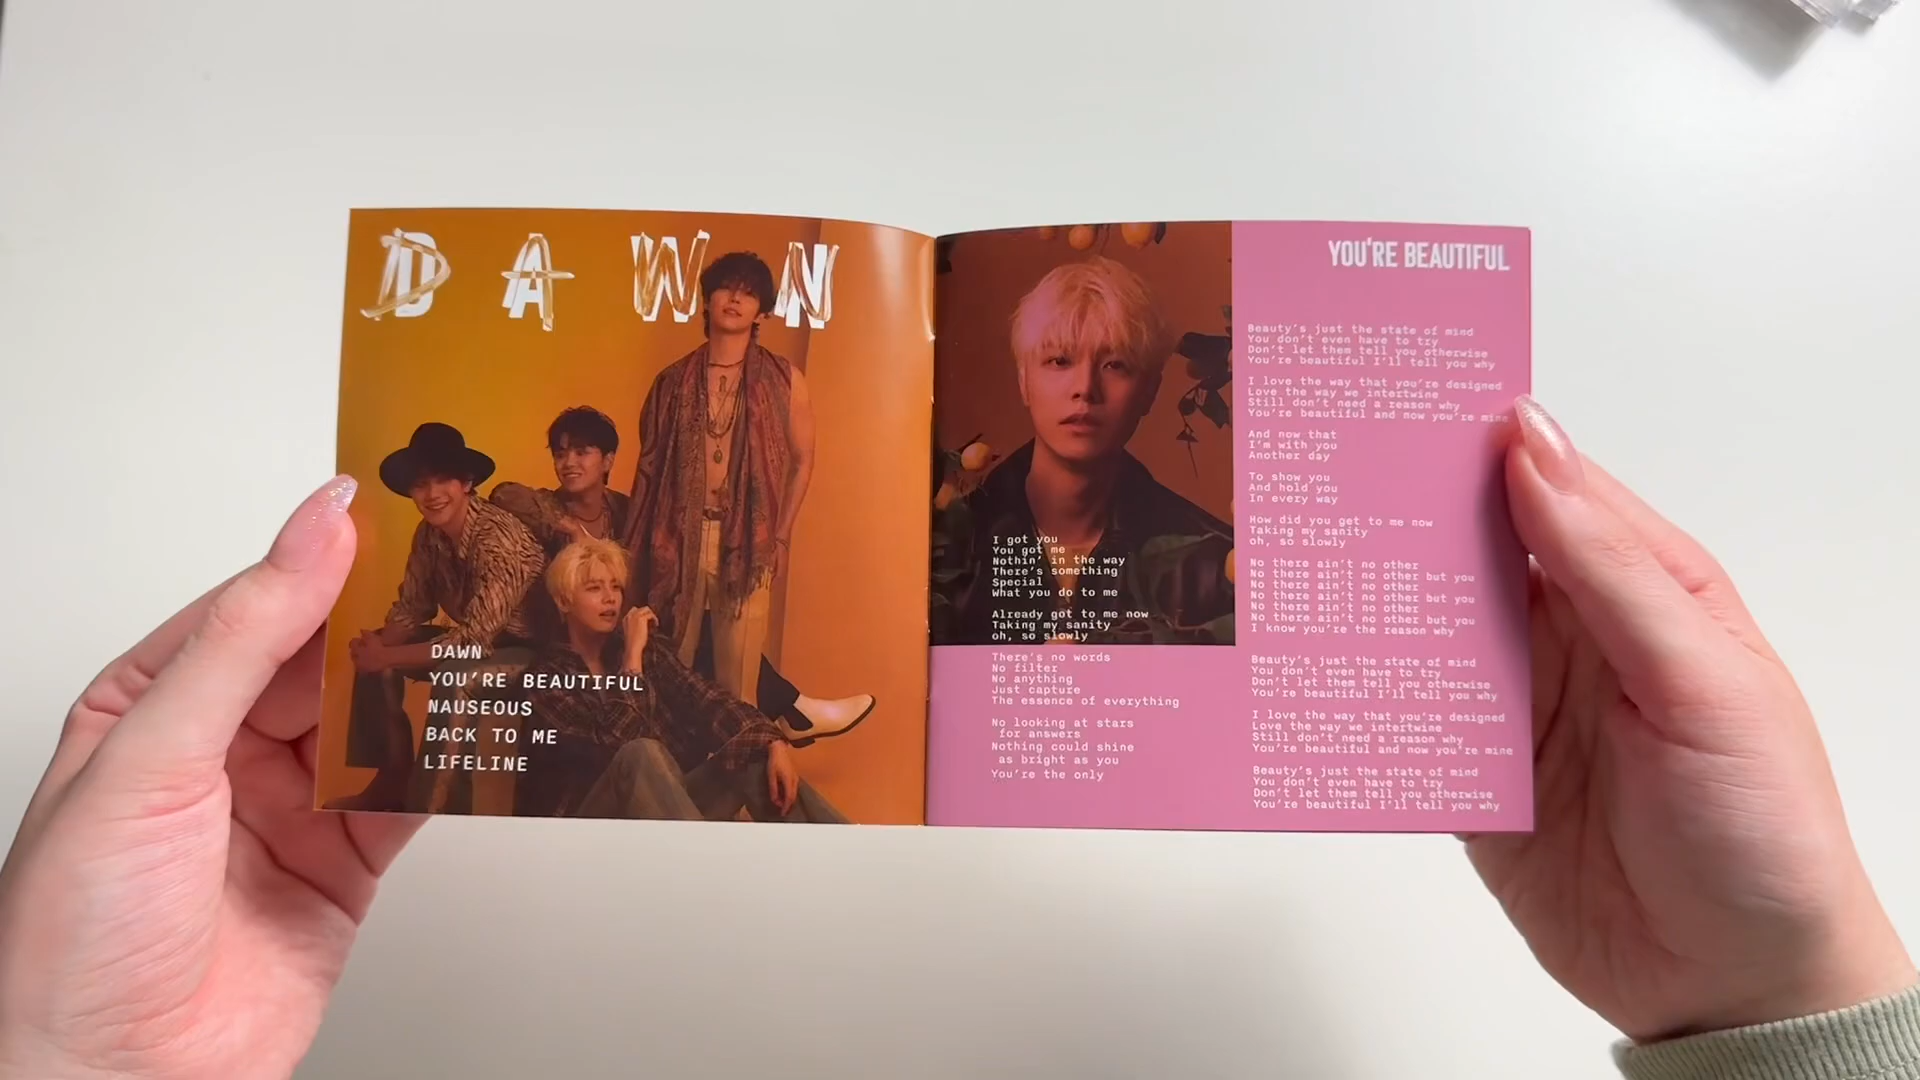 DAWN
DAWN
YOU'RE BEAUTIFUL
NAUSEOUS
BACK TO ME
LIFELINE
I got you
You got me
Nothin' in the way
There's something
Special
What you do to me
Already got to me now
Taking my sanity
oh, so slowly
There's no words
No filter
No anything
Just capture
The essence of everything
No looking at stars
for answers
Nothing could shine
as bright as you
You're the only
YOU'RE BEAUTIFUL
Beauty's just the state of mind
You don't even have to try
Don't let them tell you otherwise
You're beautiful I'll tell you why
I love the way that you're designed
Love the way we intertwine
Still don't need a reason why
You're beautiful and now you're mine
And now that
I'm with you
Another day
To show you
And hold you
In every way
How did you get to me now
Taking my sanity
oh, so slowly
No there ain't no other
No there ain't no other but you
No there ain't no other
No there ain't no other but you
No there ain't no other
No there ain't no other but you
I know you're the reason why
Beauty's just the state of mind
You don't even have to try
Don't let them tell you otherwise
You're beautiful I'll tell you why
I love the way that you're designed
Love the way we intertwine
Still don't need a reason why
You're beautiful and now you're mine
Beauty's just the state of mind
You don't even have to try
Don't let them tell you otherwise
You're beautiful I'll tell you why